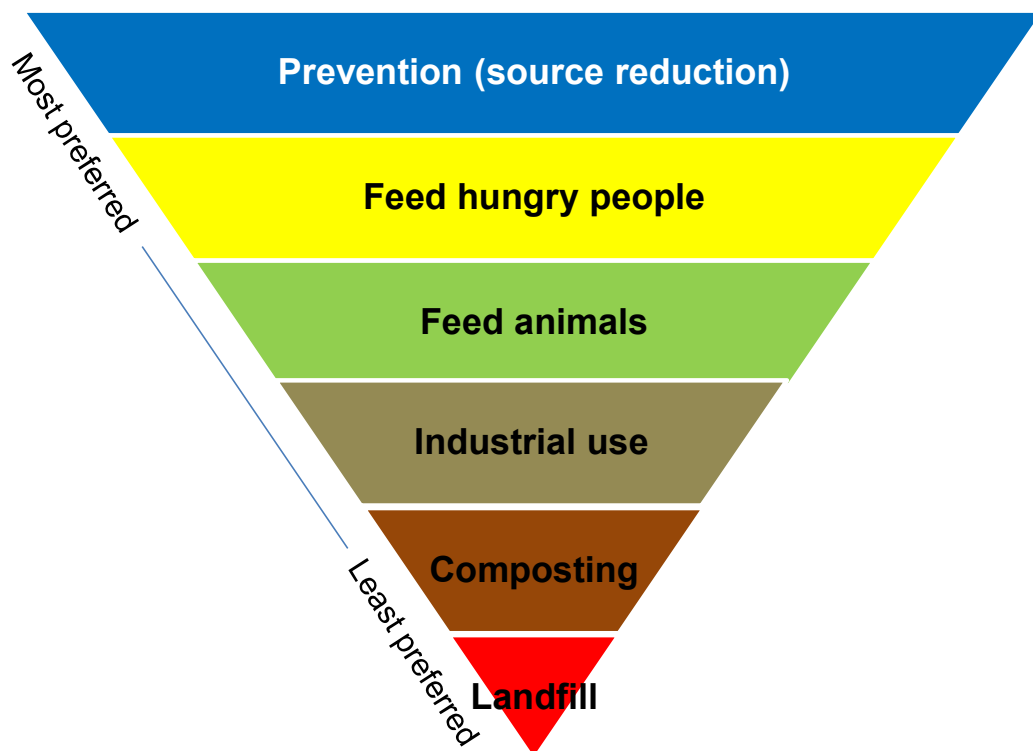 Prevention (source reduction)
Most preferred
Feed hungry people
Feed animals
Industrial use
Composting
Least preferred
Landfill